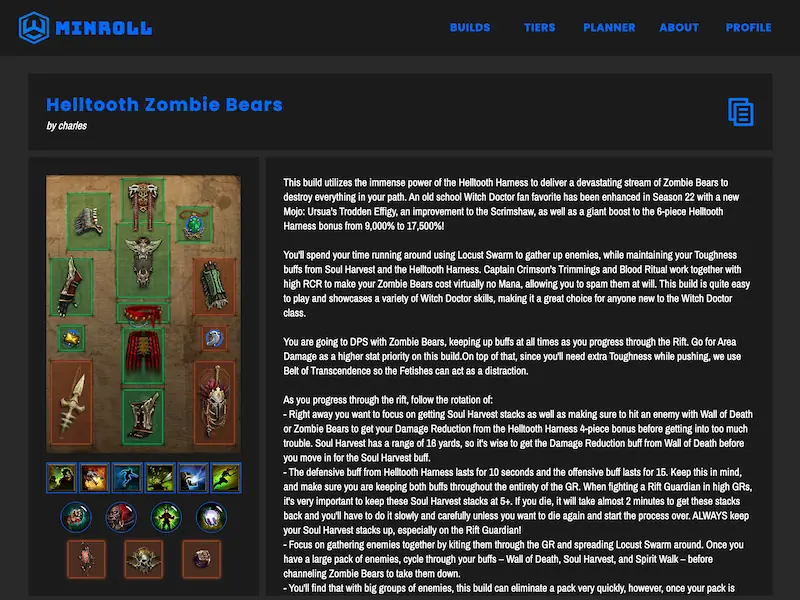 MINROLL
BUILDS TIERS PLANNER ABOUT PROFILE
Helltooth Zombie Bears
by charles
This build utilizes the immense power of the Helltooth Harness to deliver a devastating stream of Zombie Bears to
destroy everything in your path. An old school Witch Doctor fan favorite has been enhanced in Season 22 with a new
Mojo: Ursua's Trodden Effigy, an improvement to the Scrimshaw, as well as a giant boost to the 6-piece Helltooth
Harness bonus from 9,000% to 17,500%!
You'll spend your time running around using Locust Swarm to gather up enemies, while maintaining your Toughness
buffs from Soul Harvest and the Helltooth Harness. Captain Crimson's Trimmings and Blood Ritual work together with
high RCR to make your Zombie Bears cost virtually no Mana, allowing you to spam them at will. This build is quite easy
to play and showcases a variety of Witch Doctor skills, making it a great choice for anyone new to the Witch Doctor
class.
You are going to DPS with Zombie Bears, keeping up buffs at all times as you progress through the Rift. Go for Area
Damage as a higher stat priority on this build.On top of that, since you'll need extra Toughness while pushing, we use
Belt of Transcendence so the Fetishes can act as a distraction.
As you progress through the rift, follow the rotation of:
- Right away you want to focus on getting Soul Harvest stacks as well as making sure to hit an enemy with Wall of Death
or Zombie Bears to get your Damage Reduction from the Helltooth Harness 4-piece bonus before getting into too much
trouble. Soul Harvest has a range of 16 yards, so it's wise to get the Damage Reduction buff from Wall of Death before
you move in for the Soul Harvest buff.
- The defensive buff from Helltooth Harness lasts for 10 seconds and the offensive buff lasts for 15. Keep this in mind,
and make sure you are keeping both buffs throughout the entirety of the GR. When fighting a Rift Guardian in high GRs,
it's very important to keep these Soul Harvest stacks at 5+. If you die, it will take almost 2 minutes to get these stacks
back and you'll have to do it slowly and carefully unless you want to die again and start the process over. ALWAYS keep
your Soul Harvest stacks up, especially on the Rift Guardian!
- Focus on gathering enemies together by kiting them through the GR and spreading Locust Swarm around. Once you
have a large pack of enemies, cycle through your buffs – Wall of Death, Soul Harvest, and Spirit Walk – before
channeling Zombie Bears to take them down.
- You'll find that with big groups of enemies, this build can eliminate a pack very quickly, however, once your pack is